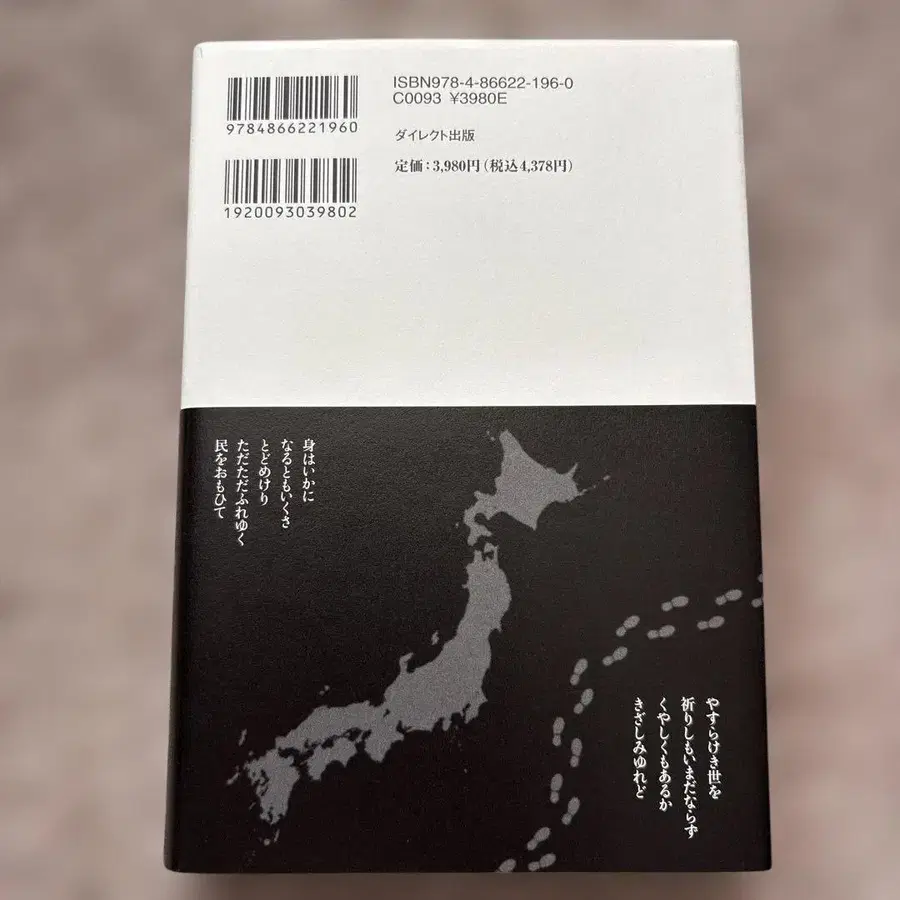 ISBN978-4-86622-196-0
C0093 ¥3980E
9784866221960
ダイレクト出版
定価：3,980円（税込4,378円）
1920093039802
身はいかに
なるともいくさ
とどめけり
ただただふれゆく
民をおもひて
やすらけき世を
祈りしもいまだならず
くやしくもあるか
きざしみゆれど